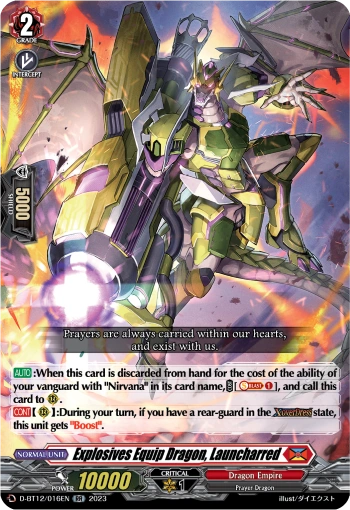 2
GRADE
INTERCEPT
5000
SHIELD
Prayers are always carried within our hearts,
and exist with us.
AUTO:When this card is discarded from hand for the cost of the ability
of your vanguard with "Nirvana" in its card name, [BLAST 1], and call this
card to .
CONT【】:During your turn, if you have a rear-guard in the XoverDress state,
this unit gets "Boost".
NORMAL UNIT
Explosives Equip Dragon, Launcharred
POWER 10000
CRITICAL
1
Dragon Empire
Prayer Dragon
D-BT12/016EN RR 2023
illust/ダイエクスト